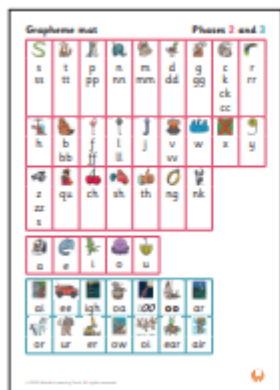 Grapheme mat Phases 2 and 3
s t p n m d g c r
ss tt pp nn mm dd gg k rr
ck
cc
h b f l j v w x y
bb ff ll vv
z qu ch sh th ng nk
zz
s
a e i o u
ai ee igh oa oo oo ar
or ur er ow oi ear air